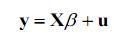 y = Xβ + u